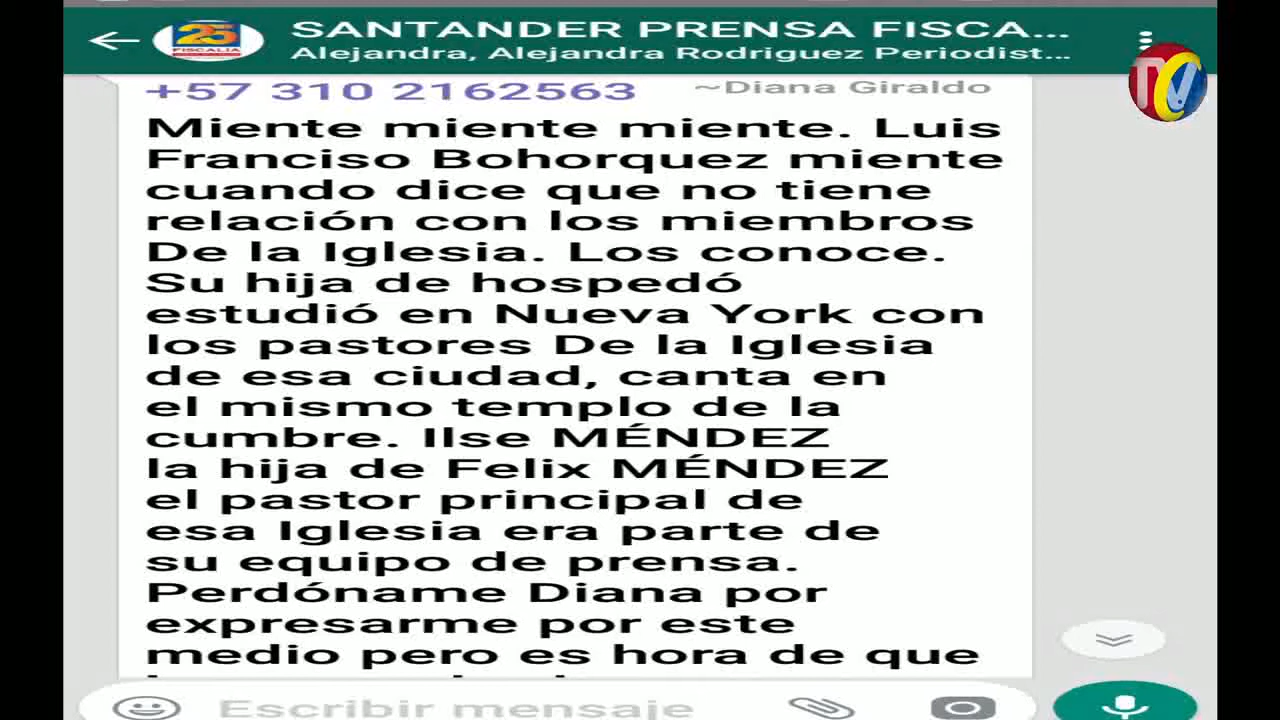 SANTANDER PRENSA FISCA...
Alejandra, Alejandra Rodriguez Periodist...
25
FISCALIA
TVC
+57 310 2162563 ~Diana Giraldo
Miente miente miente. Luis
Franciso Bohorquez miente
cuando dice que no tiene
relación con los miembros
De la Iglesia. Los conoce.
Su hija de hospedó
estudió en Nueva York con
los pastores De la Iglesia
de esa ciudad, canta en
el mismo templo de la
cumbre. Ilse MÉNDEZ
la hija de Felix MÉNDEZ
el pastor principal de
esa Iglesia era parte de
su equipo de prensa.
Perdóname Diana por
expresarme por este
medio pero es hora de que
Escribir mensaje